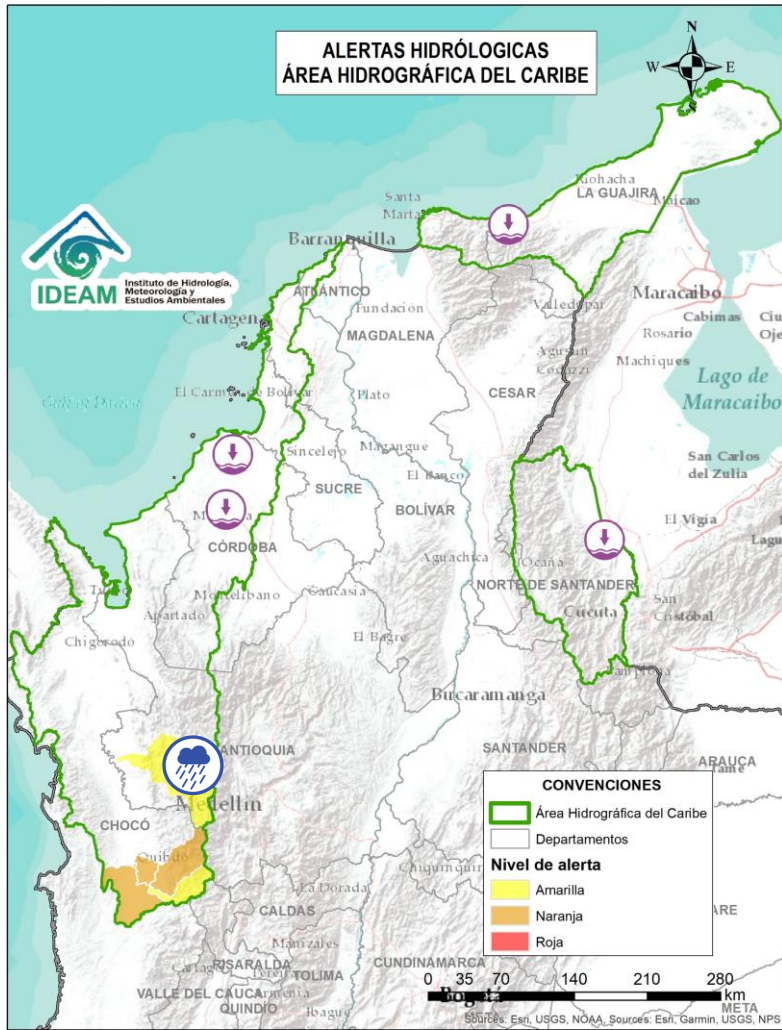 ALERTAS HIDRÓLOGICAS
ÁREA HIDROGRÁFICA DEL CARIBE
N
W E
S
Riohacha
LA GUAJIRA
Maicao
Santa
Marta
Barranquilla
IDEAM
Instituto de Hidrología,
Meteorología y
Estudios Ambientales
ATLÁNTICO
Cartagena
Fundación
Valledupar
Maracaibo
Cabimas
Rosario
MAGDALENA
Agustín
Codazzi
Machiques
CESAR
Lago de
Maracaibo
El Carmen de Bolívar
Plato
Sincelejo
Magangué
San Carlos
del Zulia
El Banco
SUCRE
BOLÍVAR
El Vigía
CÓRDOBA
Aguachica
Ocaña
NORTE DE SANTANDER
Montelíbano
Caucasia
Cúcuta
San
Cristóbal
Apartado
El Bagre
Chigorodó
Pamplona
Bucaramanga
ANTIOQUIA
SANTANDER
ARAUCA
Medellín
CHOCÓ
Quibdó
CONVENCIONES
Área Hidrográfica del Caribe
Departamentos
Nivel de alerta
Amarilla
Naranja
Roja
La Dorada
CALDAS
Manizales
RISARALDA
CUNDINAMARCA
TOLIMA
VALLE DEL CAUCA
Armenia
QUINDÍO
Ibagué
Bogotá
META
0 35 70 140 210 280
km
Sources: Esri, USGS, NOAA, Sources: Esri, Garmin, USGS, NPS